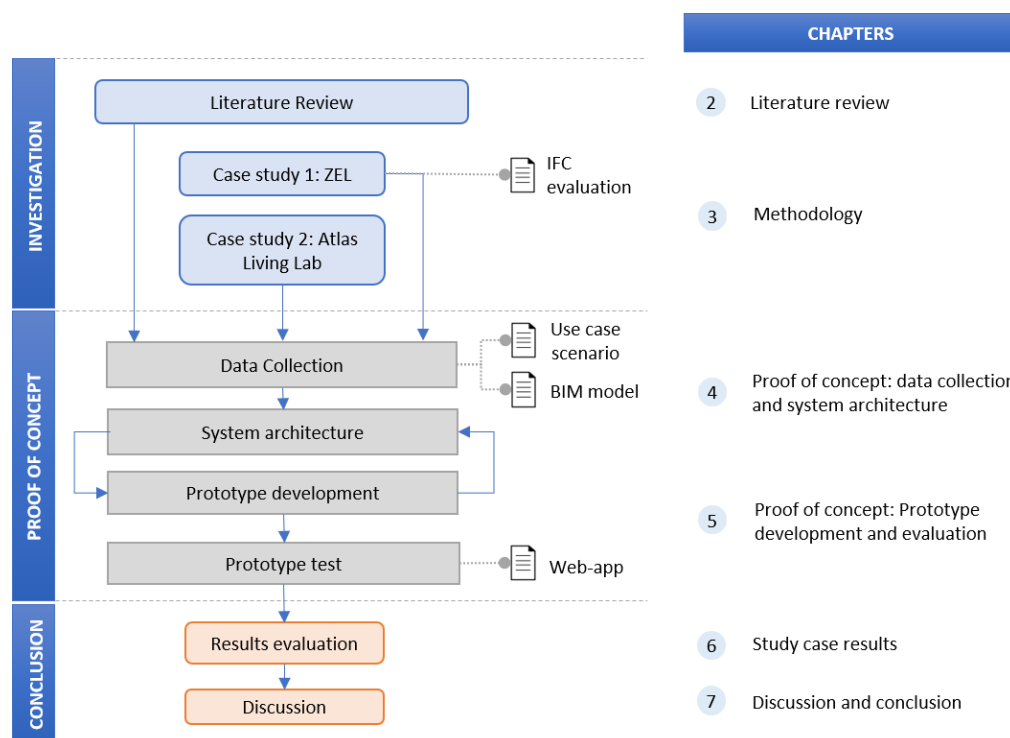 CHAPTERS
INVESTIGATION
Literature Review
Case study 1: ZEL
IFC
evaluation
Case study 2: Atlas
Living Lab
2
Literature review
3
Methodology
PROOF OF CONCEPT
Data Collection
Use case
scenario
BIM model
System architecture
Prototype development
Prototype test
Web-app
4
Proof of concept: data collection
and system architecture
5
Proof of concept: Prototype
development and evaluation
CONCLUSION
Results evaluation
Discussion
6
Study case results
7
Discussion and conclusion